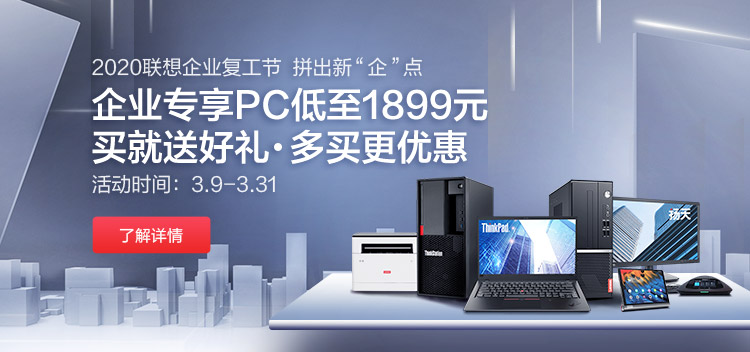 2020联想企业复工节 拼出新“企”点
企业专享PC低至1899元
买就送好礼·多买更优惠
活动时间：3.9-3.31
了解详情
ThinkStation
ThinkPad
扬天